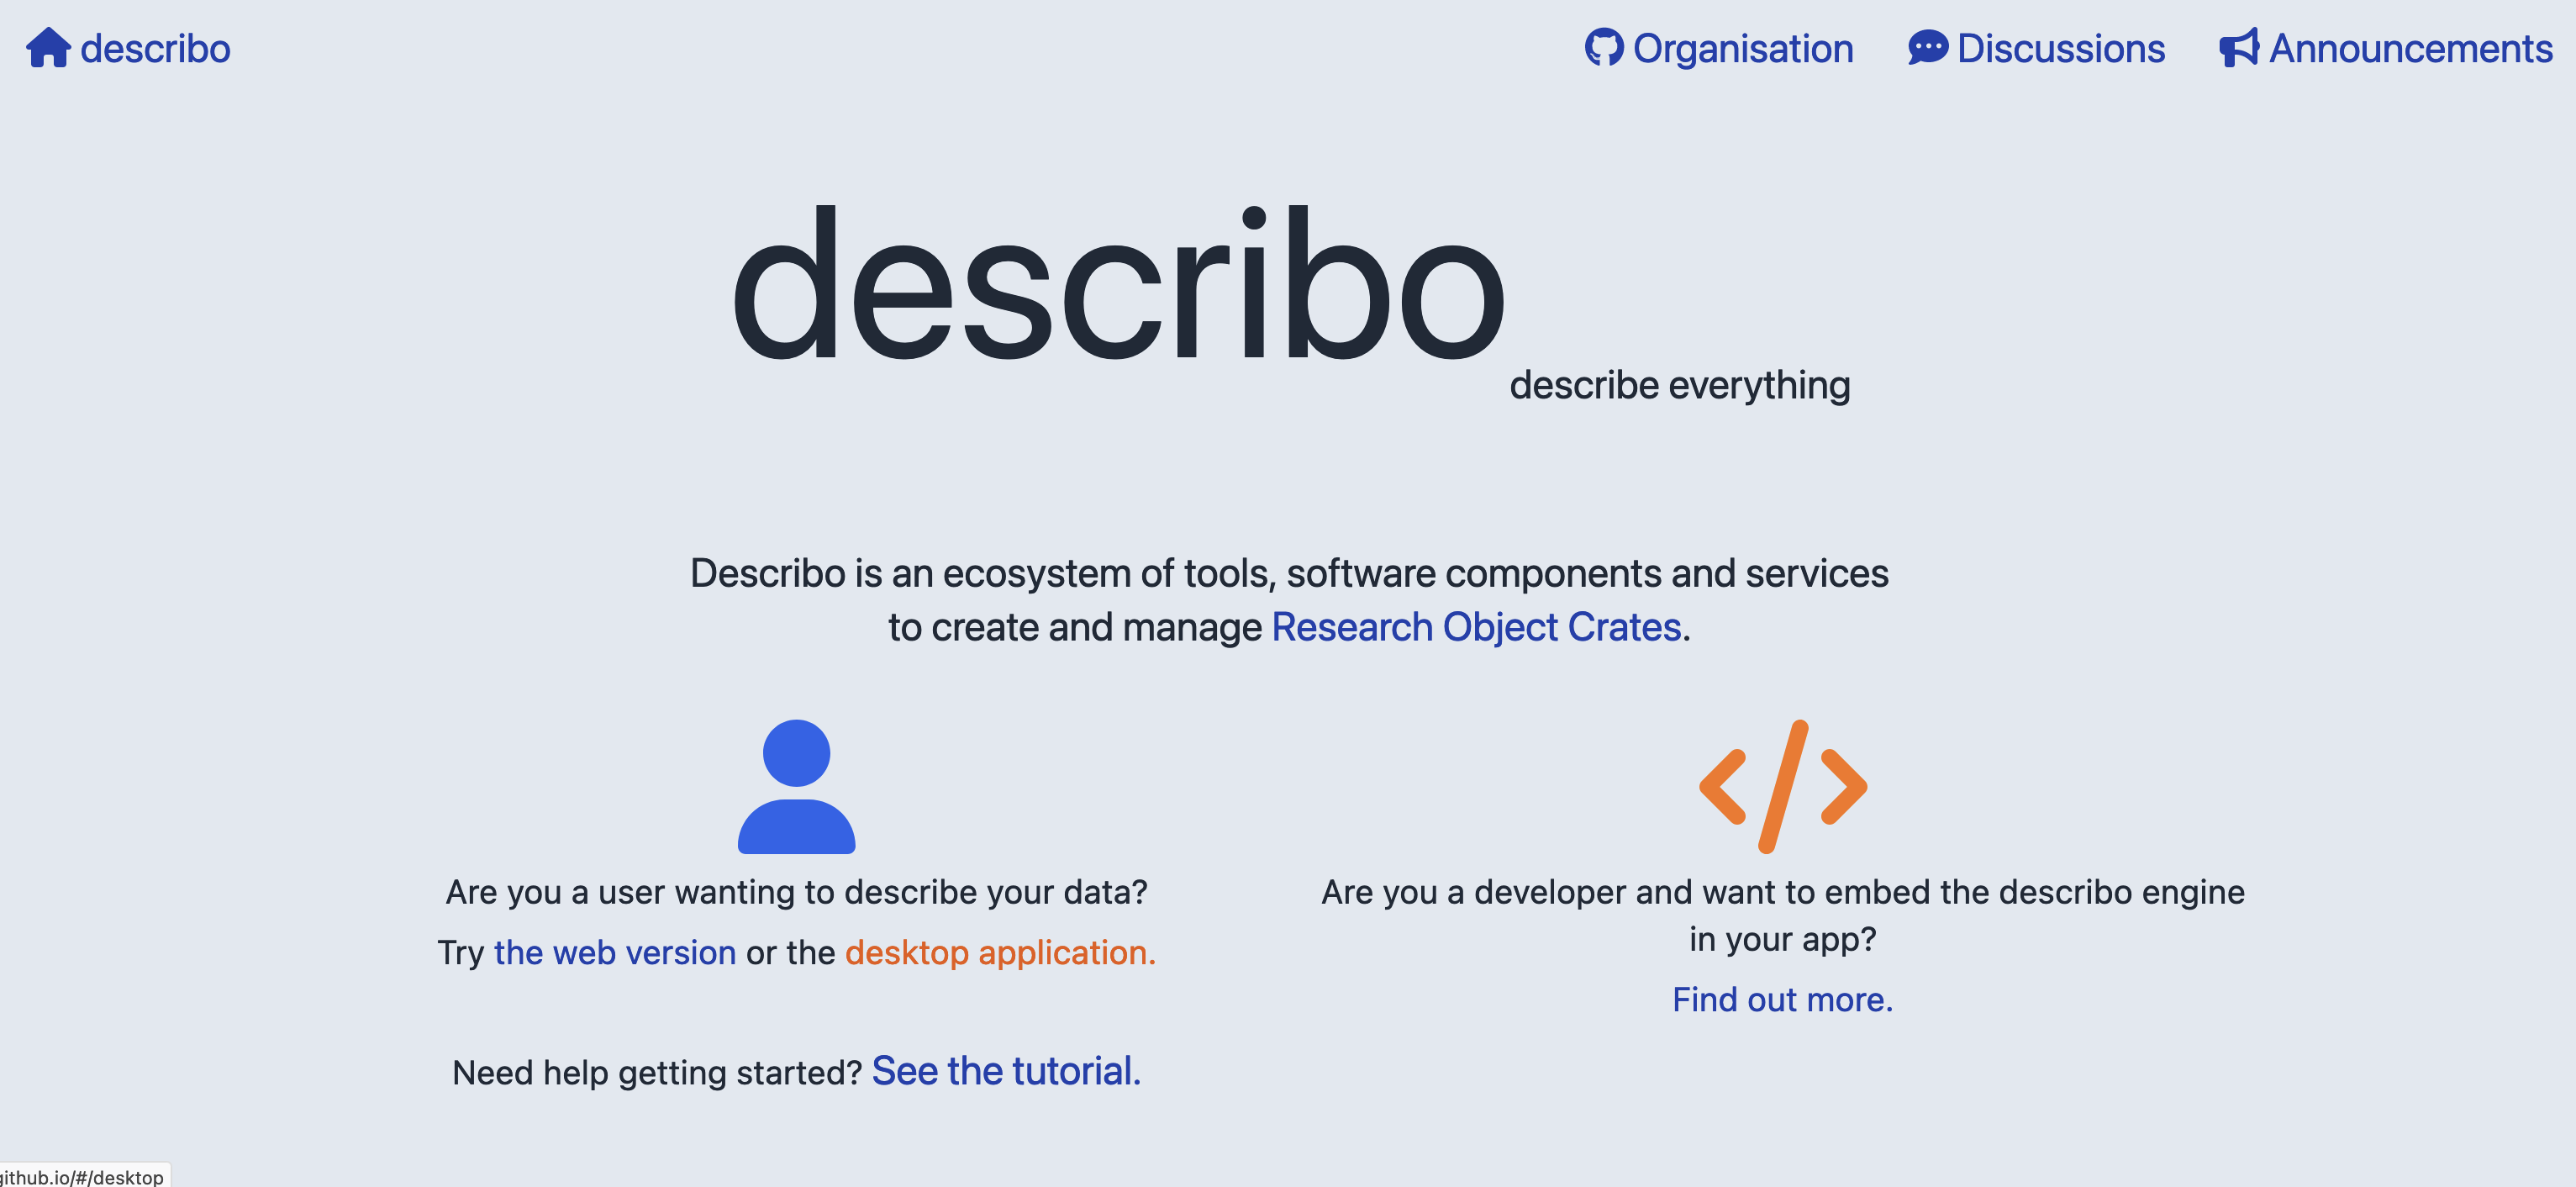 describo
Organisation
Discussions
Announcements
describo
describe everything
Describo is an ecosystem of tools, software components and services
to create and manage Research Object Crates.
Are you a user wanting to describe your data?
Try the web version or the desktop application.
Need help getting started? See the tutorial.
Are you a developer and want to embed the describo engine
in your app?
Find out more.
github.io/#/desktop